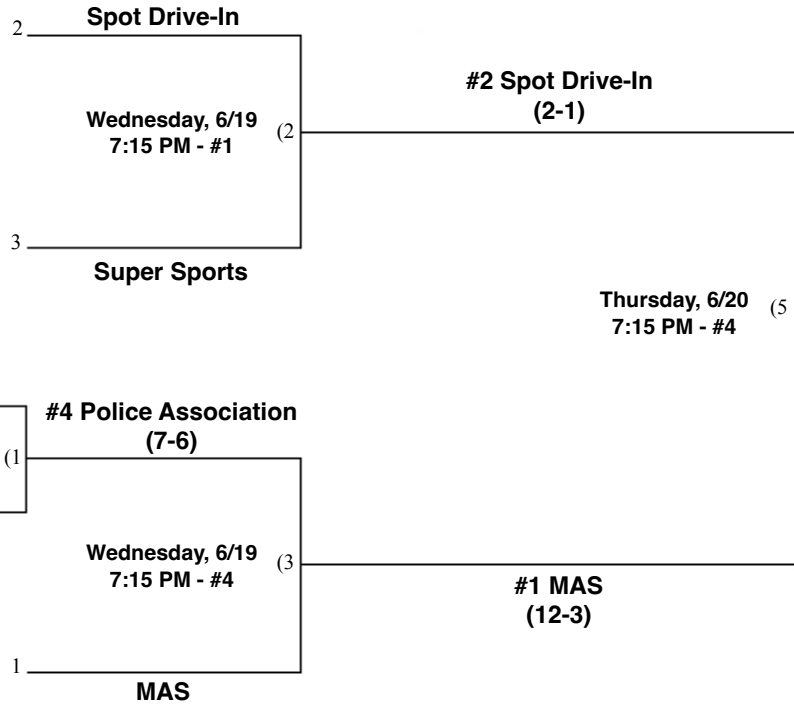 Spot Drive-In
2
#2 Spot Drive-In
(2-1)
Wednesday, 6/19
7:15 PM - #1
(2
3
Super Sports
Thursday, 6/20
7:15 PM - #4
(5
#4 Police Association
(7-6)
(1
Wednesday, 6/19
7:15 PM - #4
(3
#1 MAS
(12-3)
1
MAS